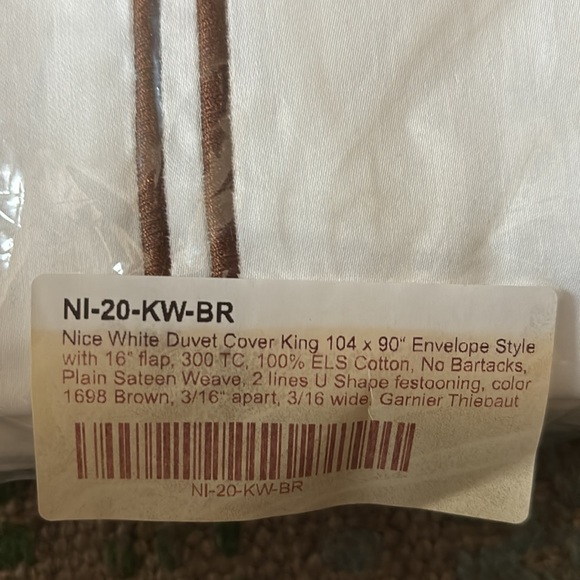 NI-20-KW-BR
Nice White Duvet Cover King 104 x 90" Envelope Style
with 16" flap, 300 TC, 100% ELS Cotton, No Bartacks,
Plain Sateen Weave, 2 lines U Shape festooning, color
1698 Brown, 3/16" apart, 3/16 wide, Garnier Thiebaut
NI-20-KW-BR